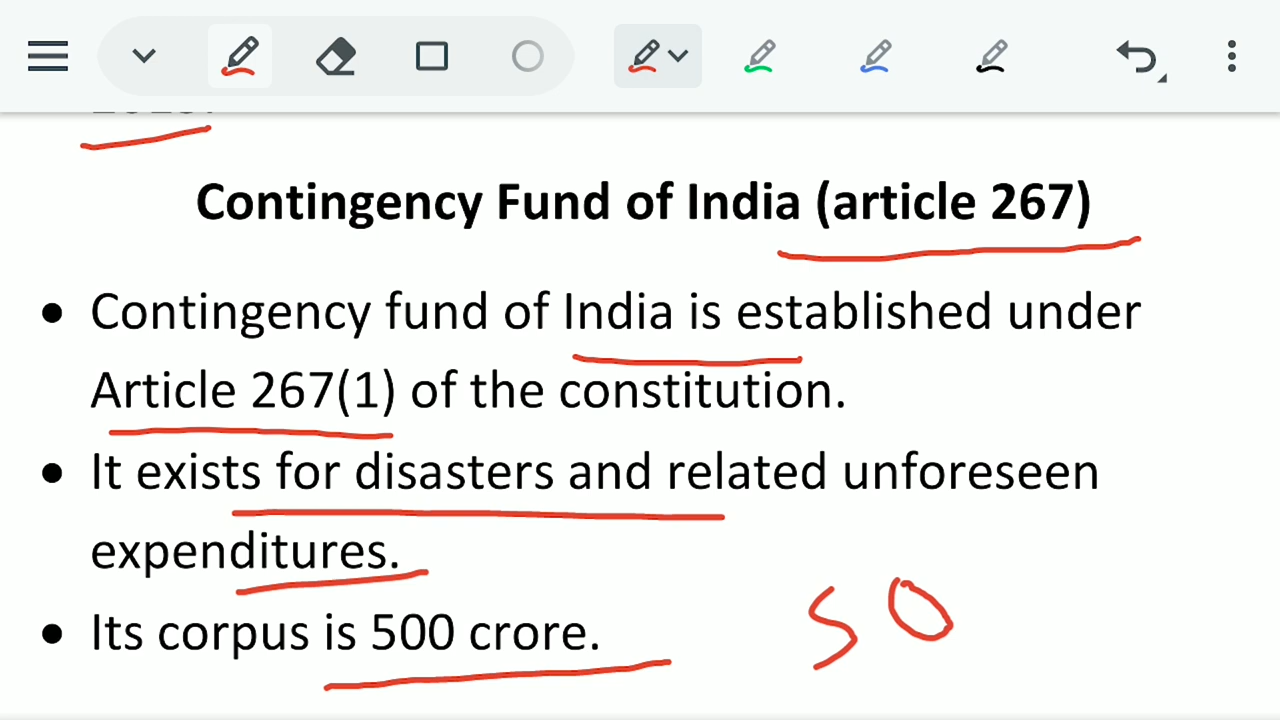 Contingency Fund of India (article 267)
• Contingency fund of India is established under
Article 267(1) of the constitution.
• It exists for disasters and related unforeseen
expenditures.
• Its corpus is 500 crore.
50